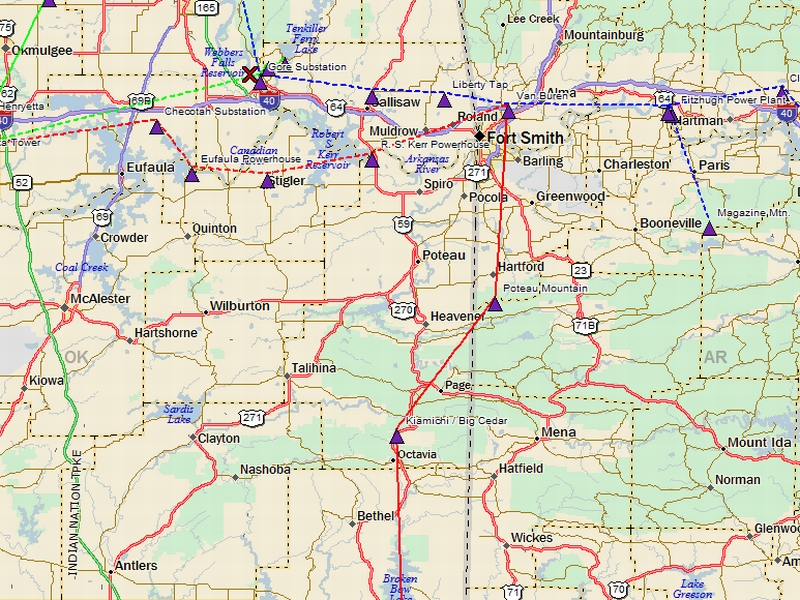 165
Lee Creek
Tenkiller
Ferry
Lake
75
Mountainburg
Okmulgee
Webbers
Falls
Reservoir
Gore Substation
Liberty Tap
62
Alma
Van Buren
Henryetta
69B
40
64
Sallisaw
64
Fitzhugh Power Plant
40
Checotah Substation
Roland
Hartman
40
Muldrow
Fort Smith
Tower
Robert
S
Kerr
Reservoir
R. S. Kerr Powerhouse
Canadian
Eufaula Powerhouse
Arkansas
River
Barling
Charleston
Paris
Eufaula
271
52
Stigler
Spiro
Pocola
Greenwood
69
59
Magazine Mtn.
Booneville
Crowder
Quinton
Coal Creek
Poteau
Hartford
23
Poteau Mountain
McAlester
Wilburton
270
Heavener
71B
Hartshorne
OK
AR
Talihina
Kiowa
Page
Sardis
Lake
271
Kiamichi / Big Cedar
Clayton
Mena
Mount Ida
Octavia
Nashoba
Hatfield
Norman
INDIAN NATION TPKE
Bethel
Glenwood
Wickes
Antlers
Broken
Bow
Lake
71
70
Lake
Greeson